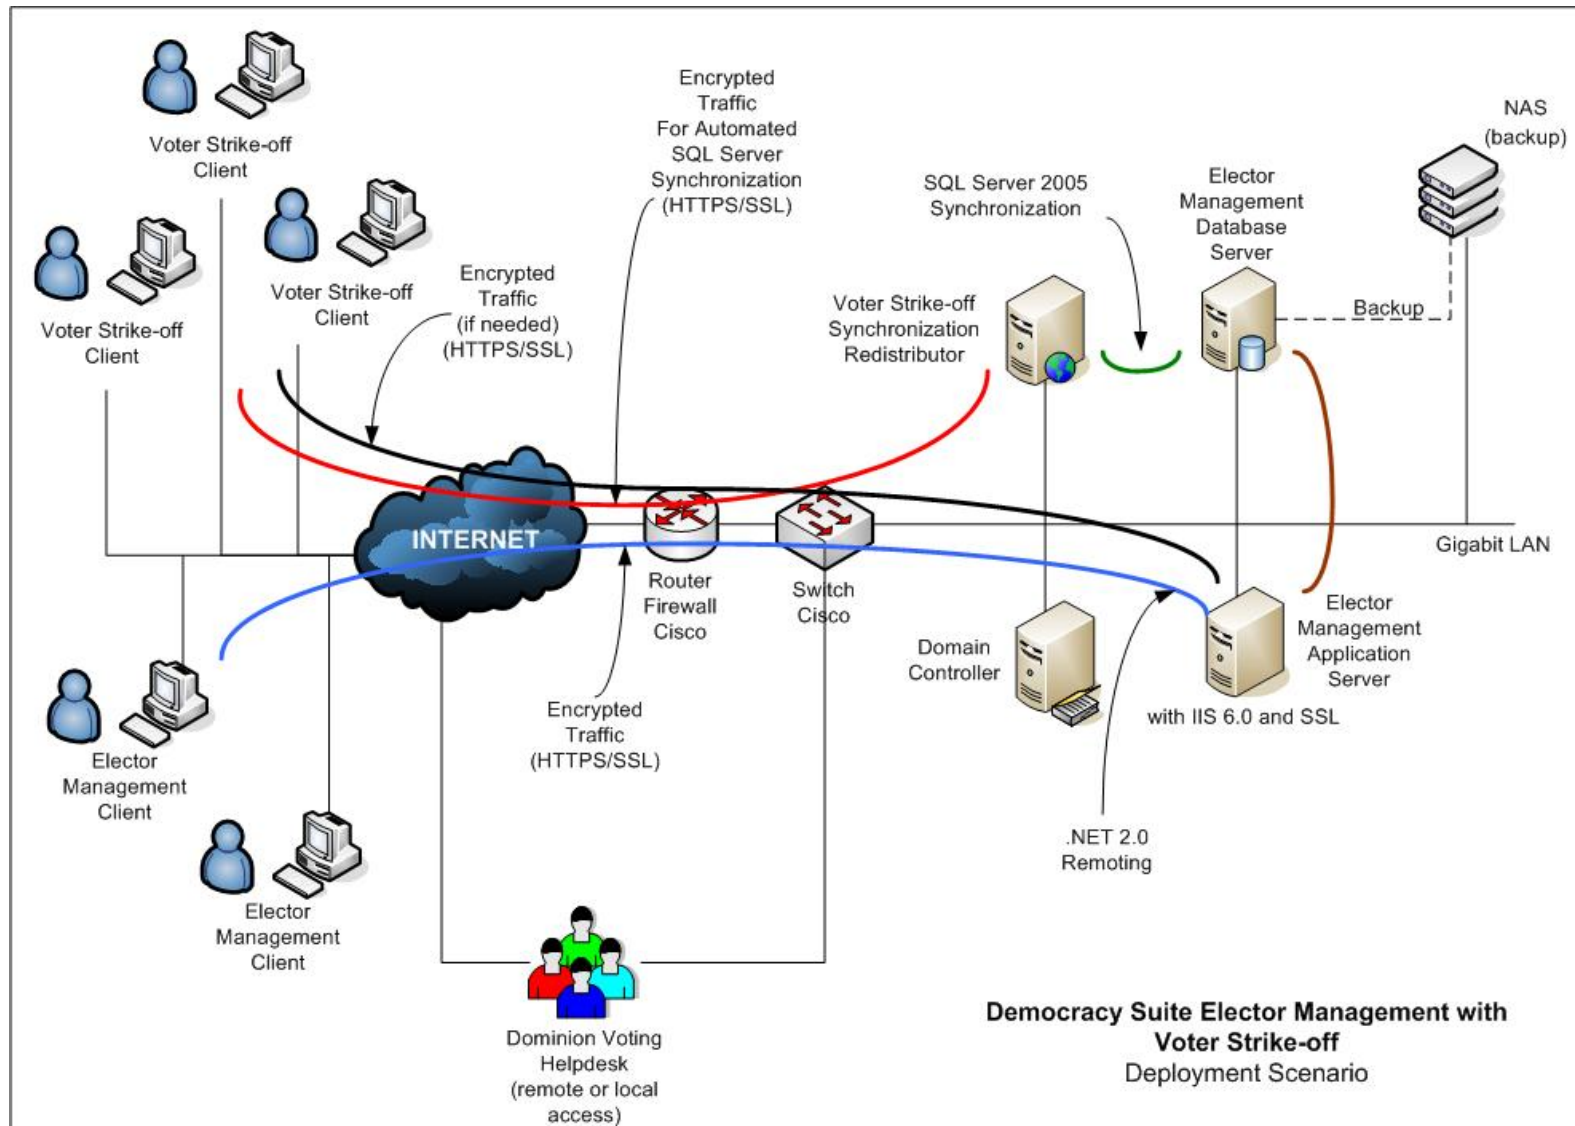 Voter Strike-off
Client
Voter Strike-off
Client
Voter Strike-off
Client
Encrypted
Traffic
(if needed)
(HTTPS/SSL)
Encrypted
Traffic
For Automated
SQL Server
Synchronization
(HTTPS/SSL)
SQL Server 2005
Synchronization
Elector
Management
Database
Server
NAS
(backup)
Voter Strike-off
Synchronization
Redistributor
Backup
INTERNET
Router
Firewall
Cisco
Switch
Cisco
Gigabit LAN
Domain
Controller
Elector
Management
Application
Server
with IIS 6.0 and SSL
Encrypted
Traffic
(HTTPS/SSL)
.NET 2.0
Remoting
Elector
Management
Client
Elector
Management
Client
Dominion Voting
Helpdesk
(remote or local
access)
Democracy Suite Elector Management with
Voter Strike-off
Deployment Scenario